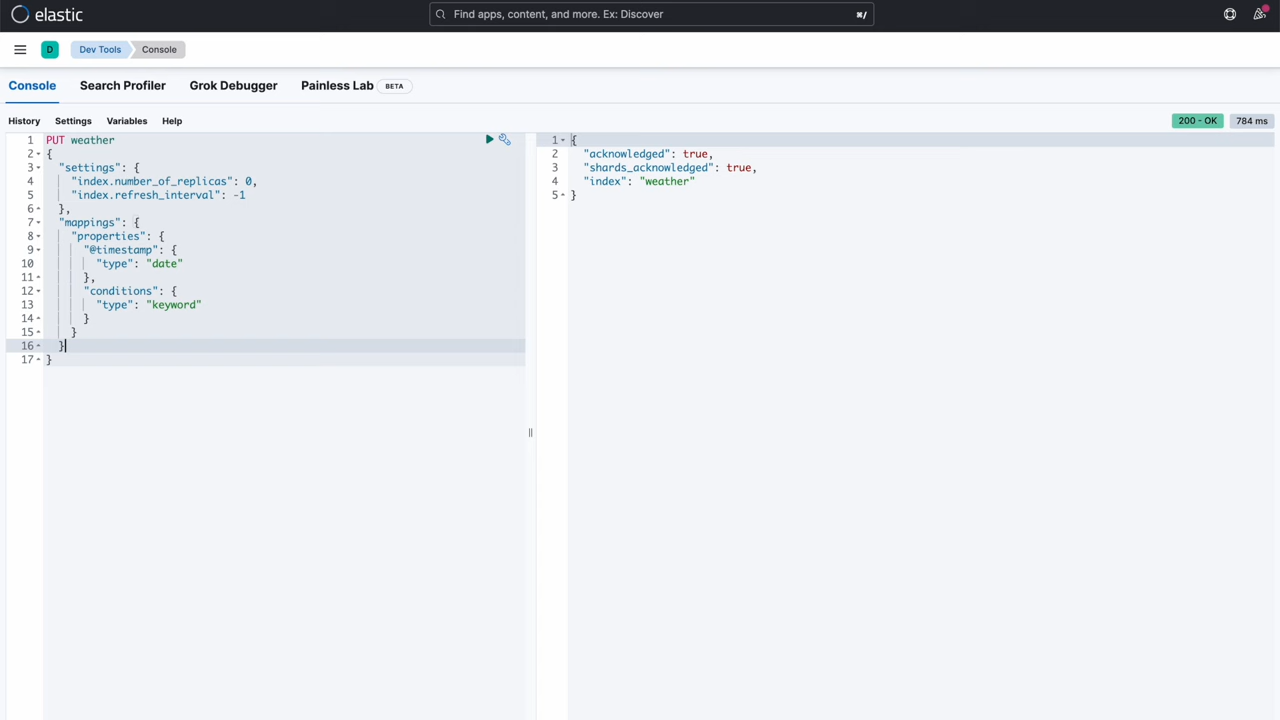 elastic
Find apps, content, and more. Ex: Discover
⌘/
D
Dev Tools
Console
Console
Search Profiler
Grok Debugger
Painless Lab
BETA
History
Settings
Variables
Help
200 - OK
784 ms
1 PUT weather
2 {
3   "settings": {
4     "index.number_of_replicas": 0,
5     "index.refresh_interval": -1
6   },
7   "mappings": {
8     "properties": {
9       "@timestamp": {
10         "type": "date"
11       },
12       "conditions": {
13         "type": "keyword"
14       }
15     }
16   }
17 }
1 {
2   "acknowledged": true,
3   "shards_acknowledged": true,
4   "index": "weather"
5 }